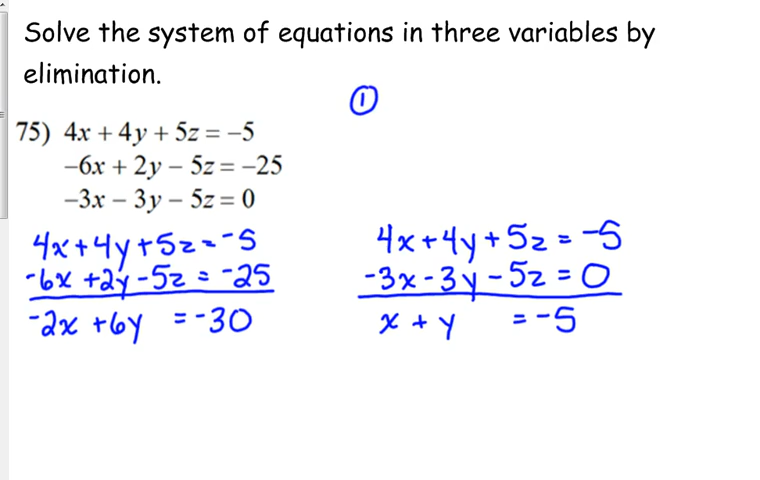 Solve the system of equations in three variables by
elimination.
①
75) 4x + 4y + 5z = −5
−6x + 2y − 5z = −25
−3x − 3y − 5z = 0
4x+4y+5z=-5
-6x+2y-5z=-25
-2x+6y =-30
4x+4y+5z=-5
-3x-3y-5z=0
x+y =-5